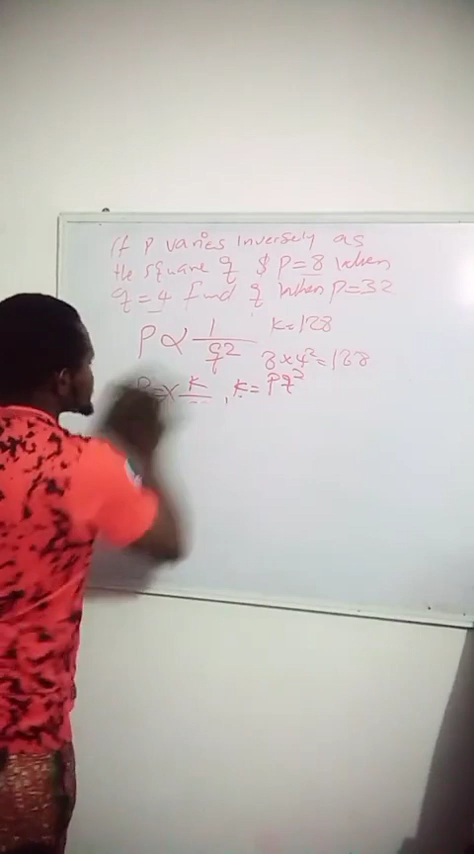 If P varies Inversely as
the square q $ P=8 when
q=4 find q when P=32
P ∝ 1/q² K=128
8×4²=128
K/ , K= Pq²